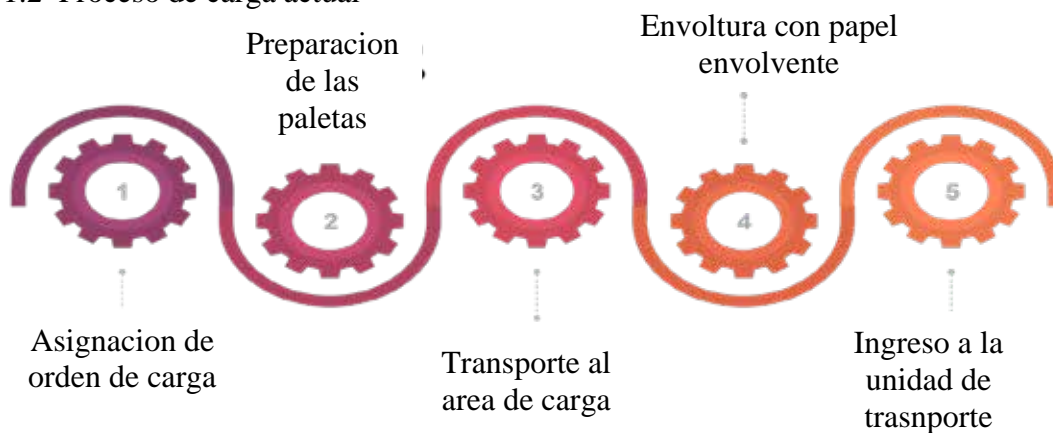 1.2 Proceso de carga actual
Preparacion
de las
paletas
Envoltura con papel
envolvente
1
2
3
4
5
Asignacion de
orden de carga
Transporte al
area de carga
Ingreso a la
unidad de
trasnporte